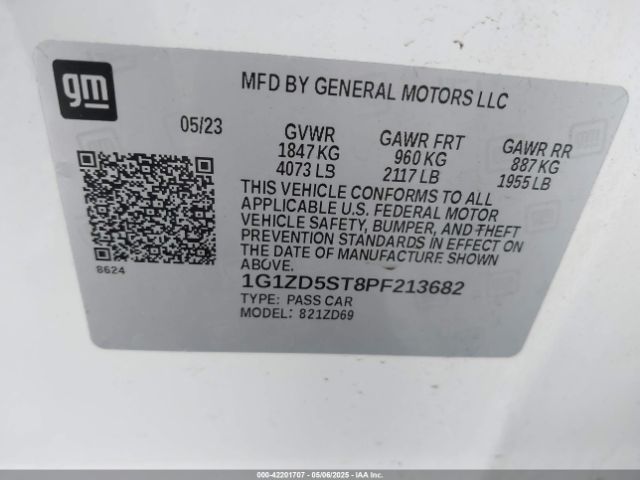 gm
MFD BY GENERAL MOTORS LLC
05/23
GVWR
1847 KG
4073 LB
GAWR FRT
960 KG
2117 LB
GAWR RR
887 KG
1955 LB
THIS VEHICLE CONFORMS TO ALL
APPLICABLE U.S. FEDERAL MOTOR
VEHICLE SAFETY, BUMPER, AND THEFT
PREVENTION STANDARDS IN EFFECT ON
THE DATE OF MANUFACTURE SHOWN
ABOVE.
8624
1G1ZD5ST8PF213682
TYPE: PASS CAR
MODEL: 821ZD69
000-42201707 - 05/06/2025 - IAAI Copart